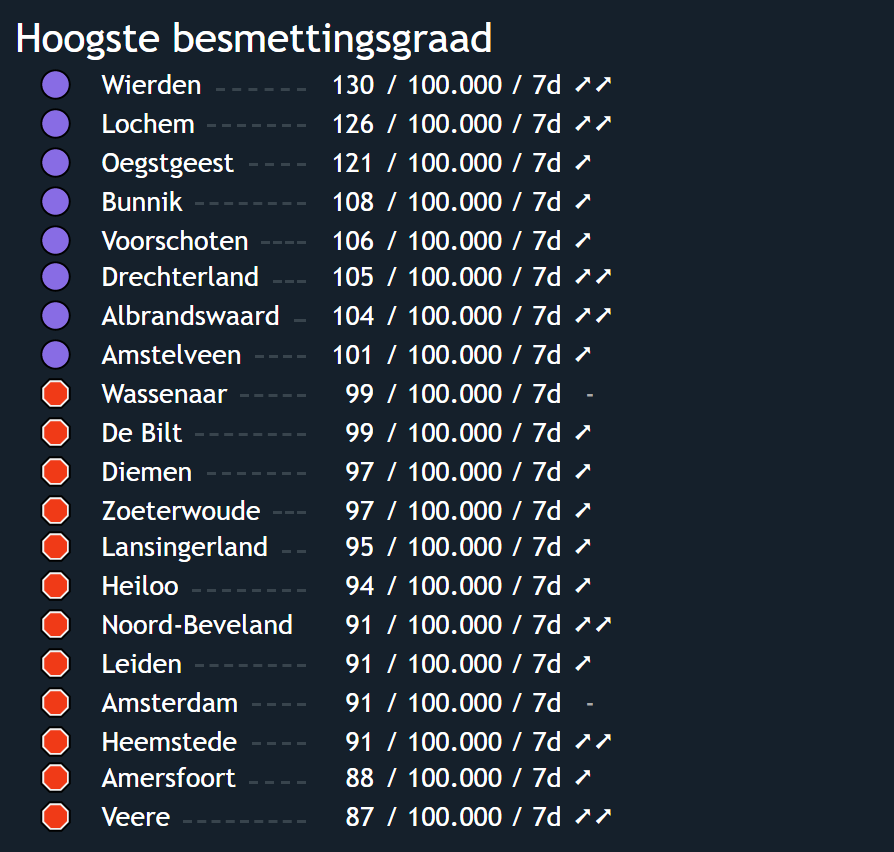 Hoogste besmettingsgraad
Wierden ------- 130 / 100.000 / 7d ➚➚
Lochem -------- 126 / 100.000 / 7d ➚➚
Oegstgeest ---- 121 / 100.000 / 7d ➚
Bunnik -------- 108 / 100.000 / 7d ➚
Voorschoten ---- 106 / 100.000 / 7d ➚
Drechterland --- 105 / 100.000 / 7d ➚➚
Albrandswaard - 104 / 100.000 / 7d ➚➚
Amstelveen ---- 101 / 100.000 / 7d ➚
Wassenaar ------ 99 / 100.000 / 7d -
De Bilt -------- 99 / 100.000 / 7d ➚
Diemen -------- 97 / 100.000 / 7d ➚
Zoeterwoude --- 97 / 100.000 / 7d ➚
Lansingerland -- 95 / 100.000 / 7d ➚
Heiloo --------- 94 / 100.000 / 7d ➚
Noord-Beveland 91 / 100.000 / 7d ➚➚
Leiden -------- 91 / 100.000 / 7d ➚
Amsterdam ---- 91 / 100.000 / 7d -
Heemstede ---- 91 / 100.000 / 7d ➚➚
Amersfoort ---- 88 / 100.000 / 7d ➚
Veere --------- 87 / 100.000 / 7d ➚➚